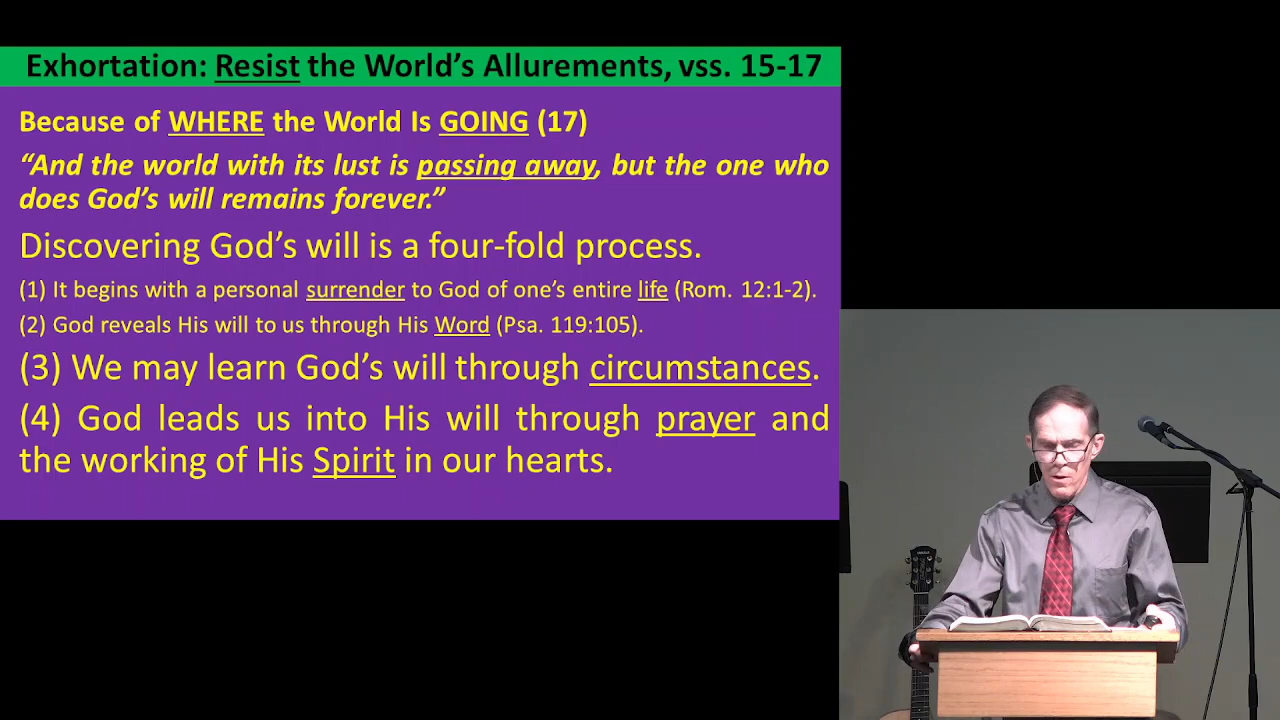 Exhortation: Resist the World’s Allurements, vss. 15-17
Because of WHERE the World Is GOING (17)
“And the world with its lust is passing away, but the one who
does God’s will remains forever.”
Discovering God’s will is a four-fold process.
(1) It begins with a personal surrender to God of one’s entire life (Rom. 12:1-2).
(2) God reveals His will to us through His Word (Psa. 119:105).
(3) We may learn God’s will through circumstances.
(4) God leads us into His will through prayer and
the working of His Spirit in our hearts.